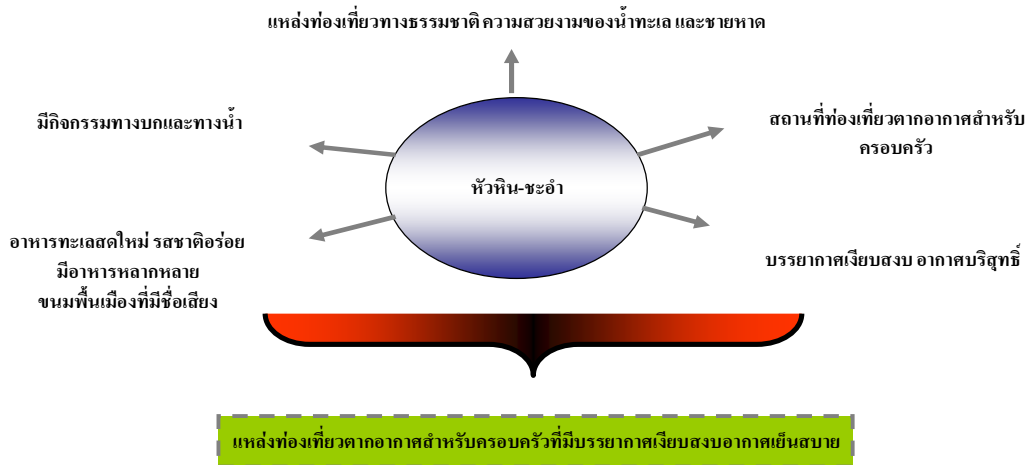 แหล่งท่องเที่ยวทางธรรมชาติ ความสวยงามของน้ำทะเล และชายหาด
มีกิจกรรมทางบกและทางน้ำ
สถานที่ท่องเที่ยวตากอากาศสำหรับ
ครอบครัว
หัวหิน-ชะอำ
อาหารทะเลสดใหม่ รสชาติอร่อย
มีอาหารหลากหลาย
ขนมพื้นเมืองที่มีชื่อเสียง
บรรยากาศเงียบสงบ อากาศบริสุทธิ์
แหล่งท่องเที่ยวตากอากาศสำหรับครอบครัวที่มีบรรยากาศเงียบสงบอากาศเย็นสบาย